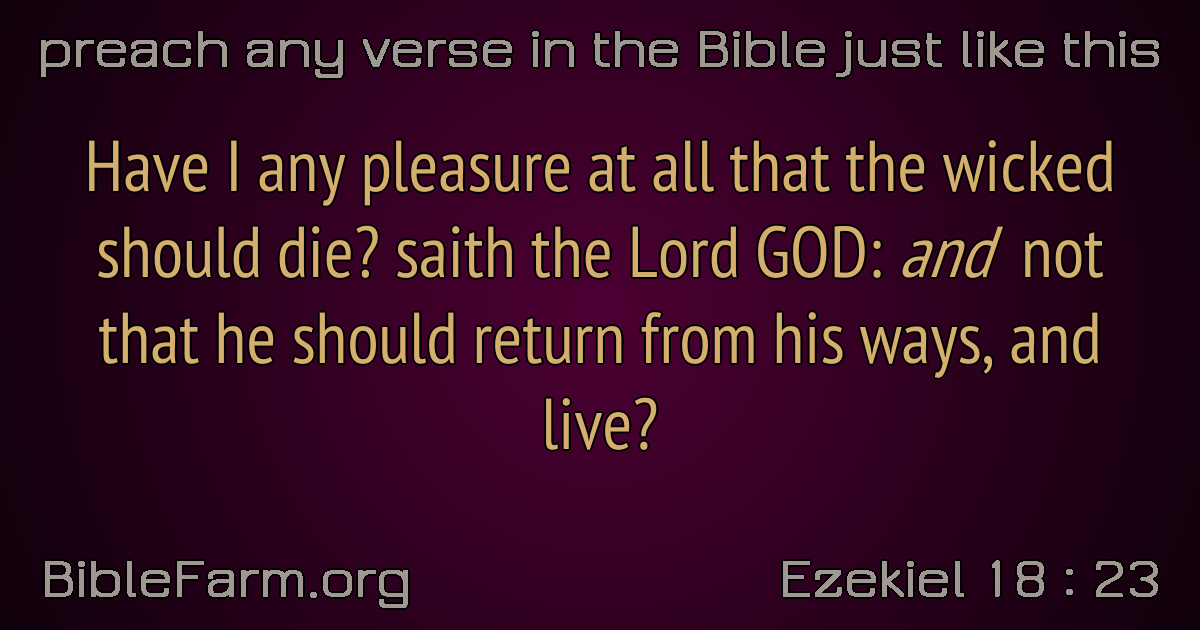 preach any verse in the Bible just like this
Have I any pleasure at all that the wicked
should die? saith the Lord GOD: and not
that he should return from his ways, and
live?
BibleFarm.org
Ezekiel 18 : 23